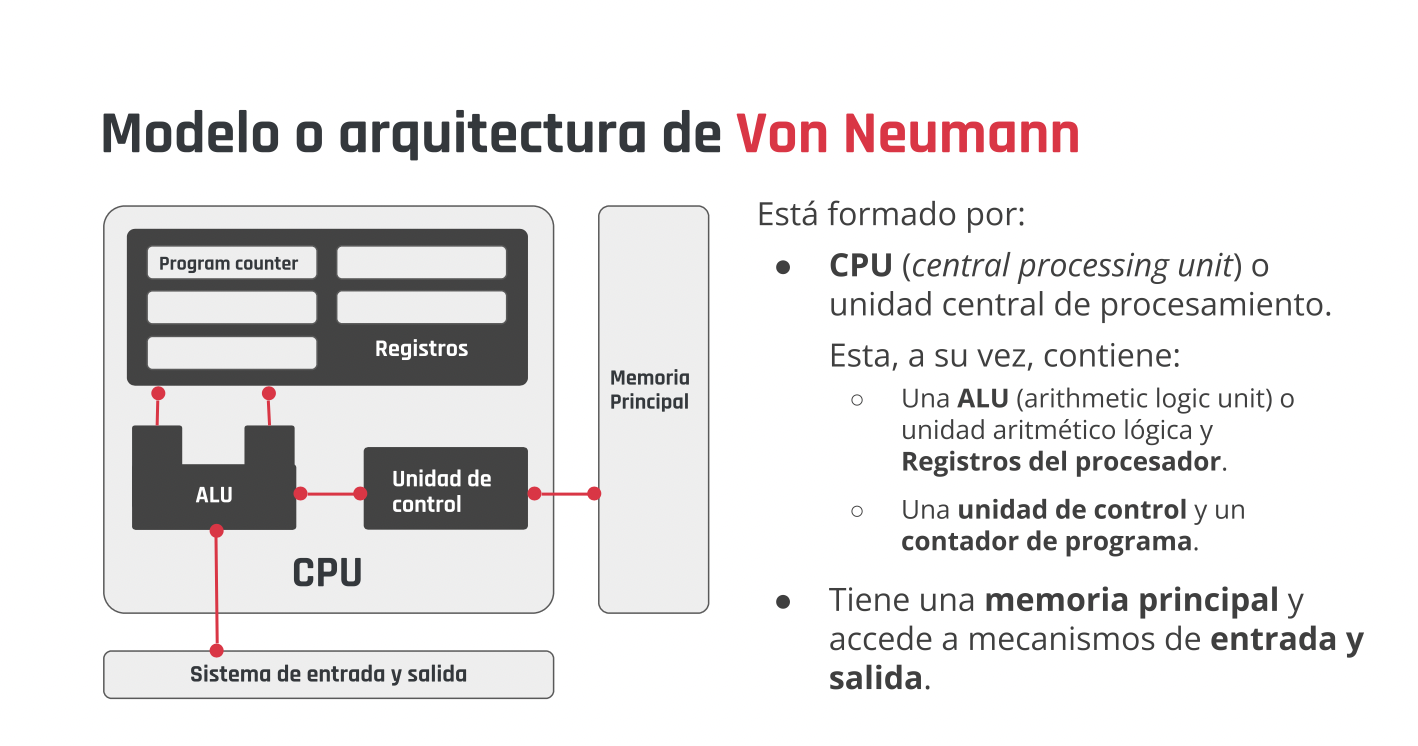 Modelo o arquitectura de Von Neumann
Program counter
Registros
ALU
Unidad de
control
CPU
Memoria
Principal
Sistema de entrada y salida
Está formado por:
● CPU (central processing unit) o
unidad central de procesamiento.
Esta, a su vez, contiene:
○ Una ALU (arithmetic logic unit) o
unidad aritmético lógica y
Registros del procesador.
○ Una unidad de control y un
contador de programa.
● Tiene una memoria principal y
accede a mecanismos de entrada y
salida.